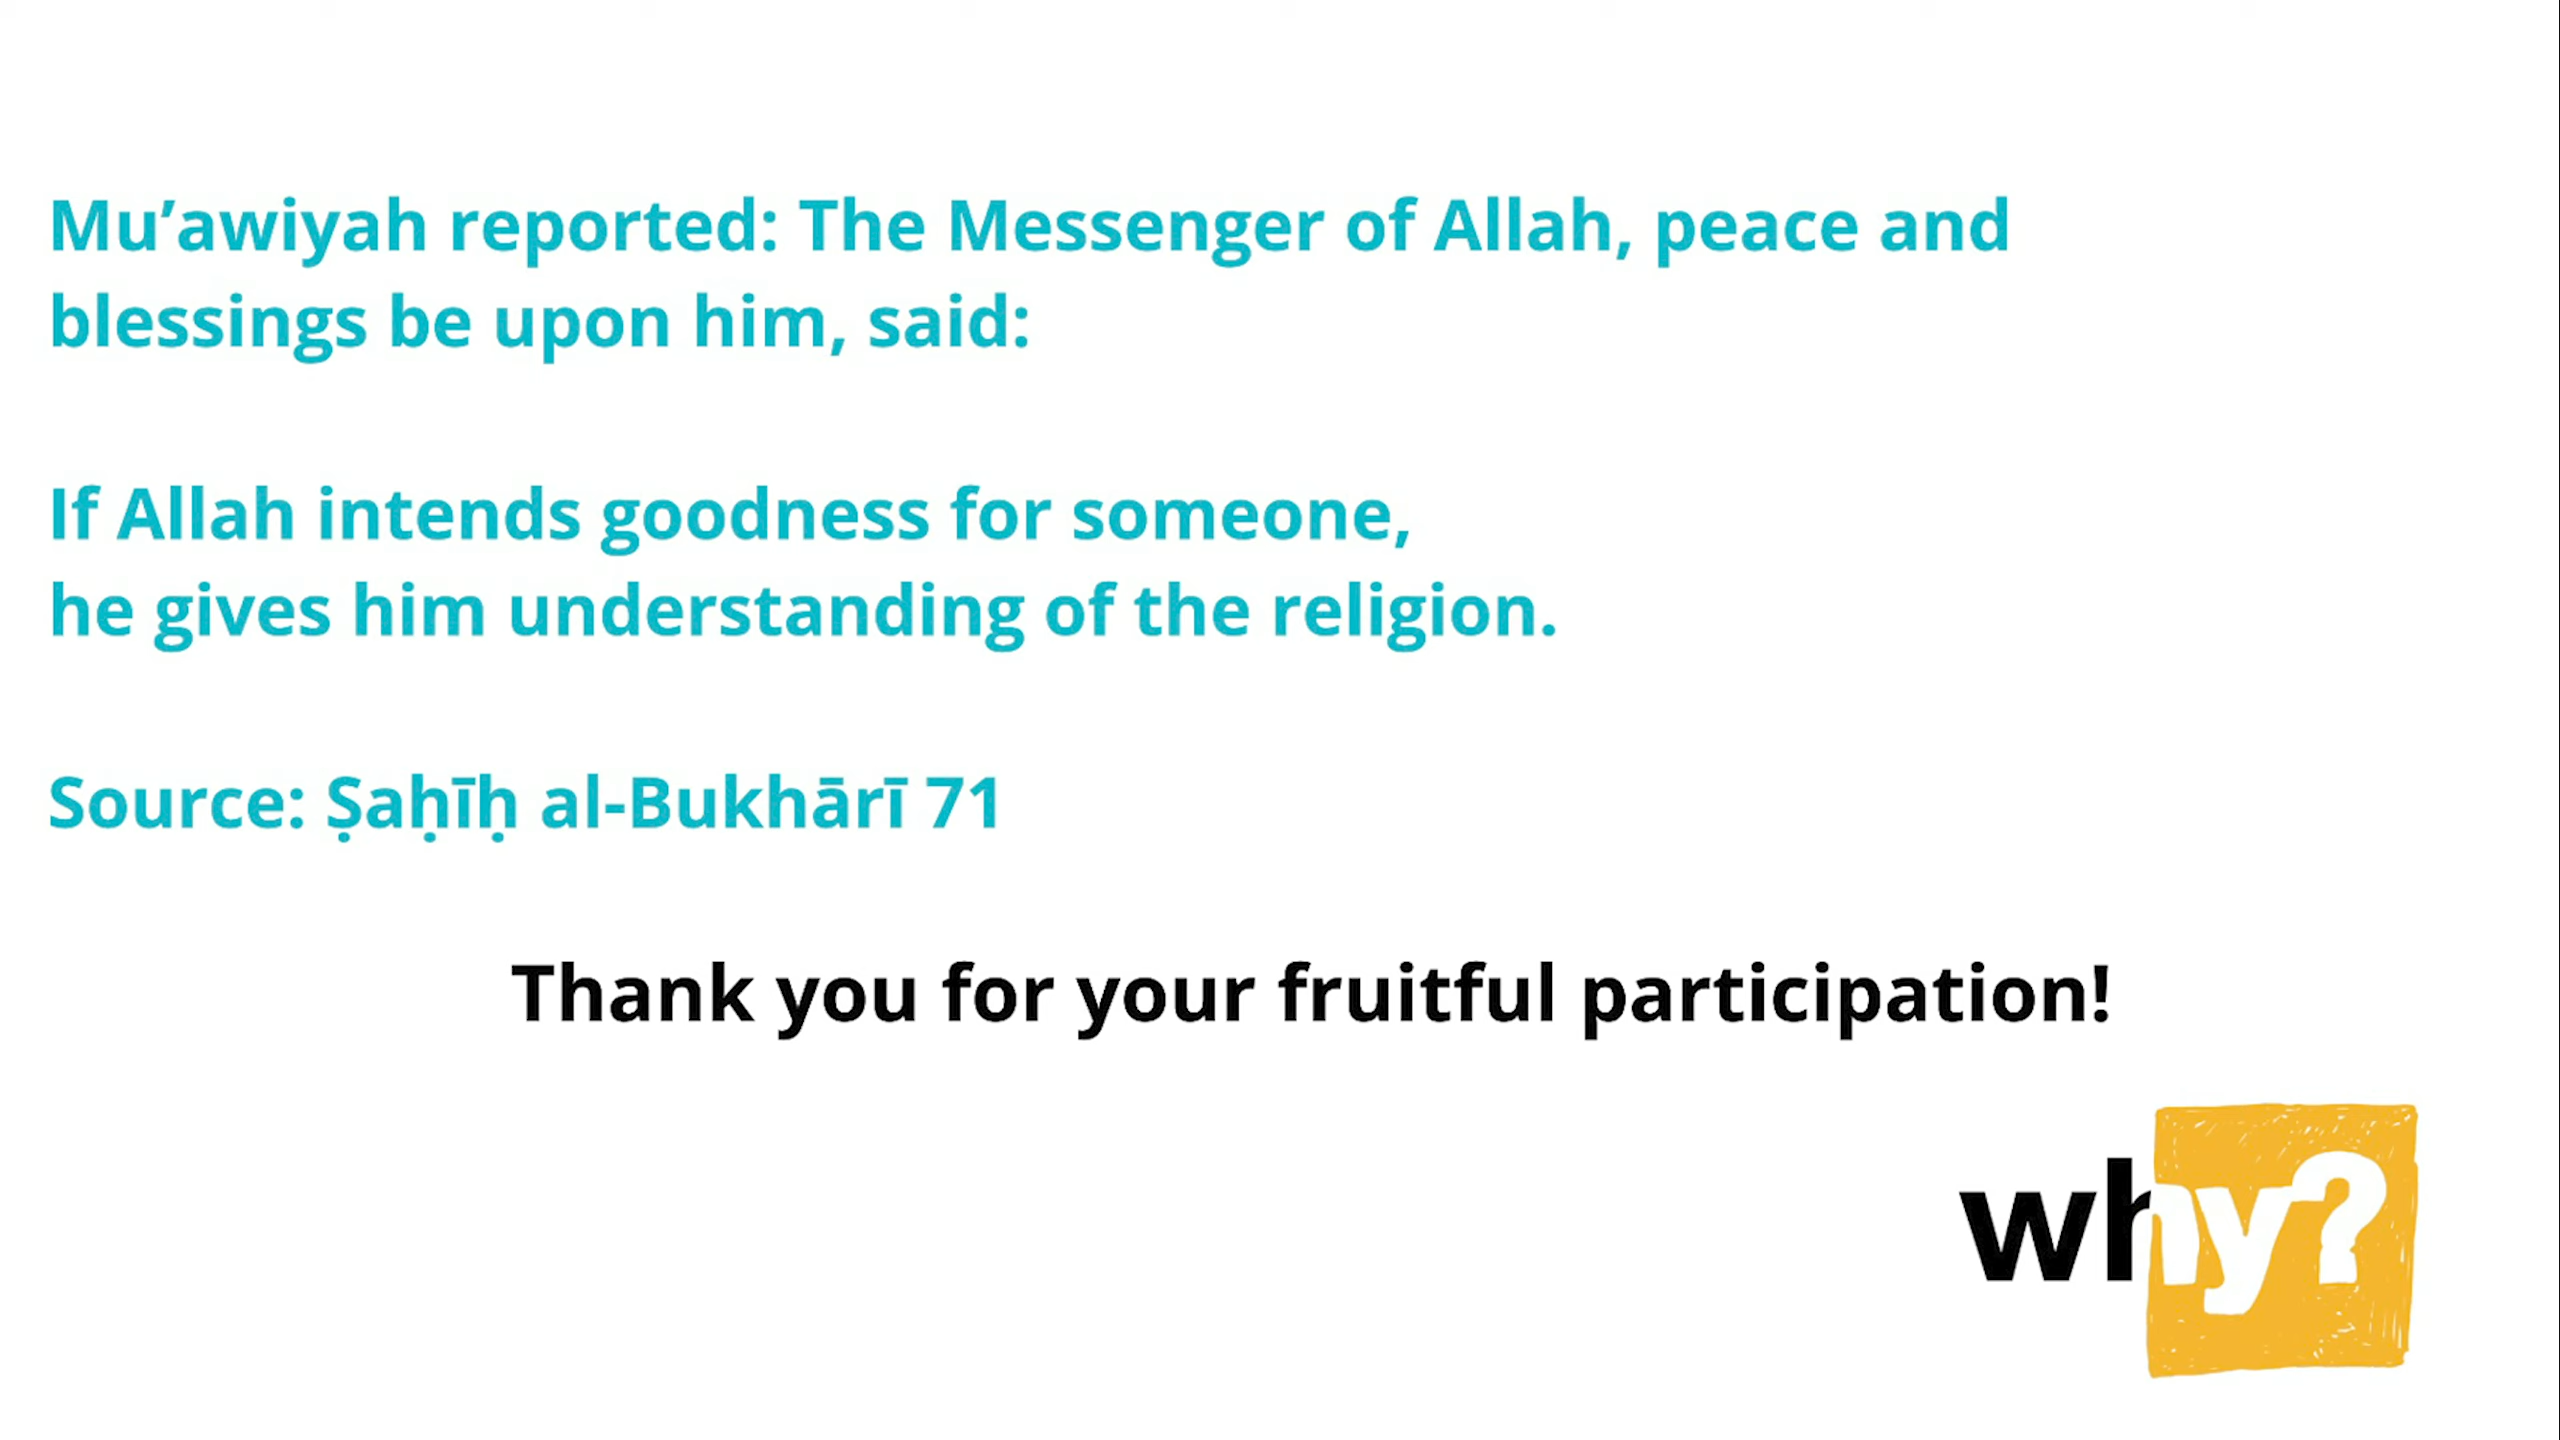 Mu’awiyah reported: The Messenger of Allah, peace and
blessings be upon him, said:
If Allah intends goodness for someone,
he gives him understanding of the religion.
Source: Ṣaḥīḥ al-Bukhārī 71
Thank you for your fruitful participation!
why?